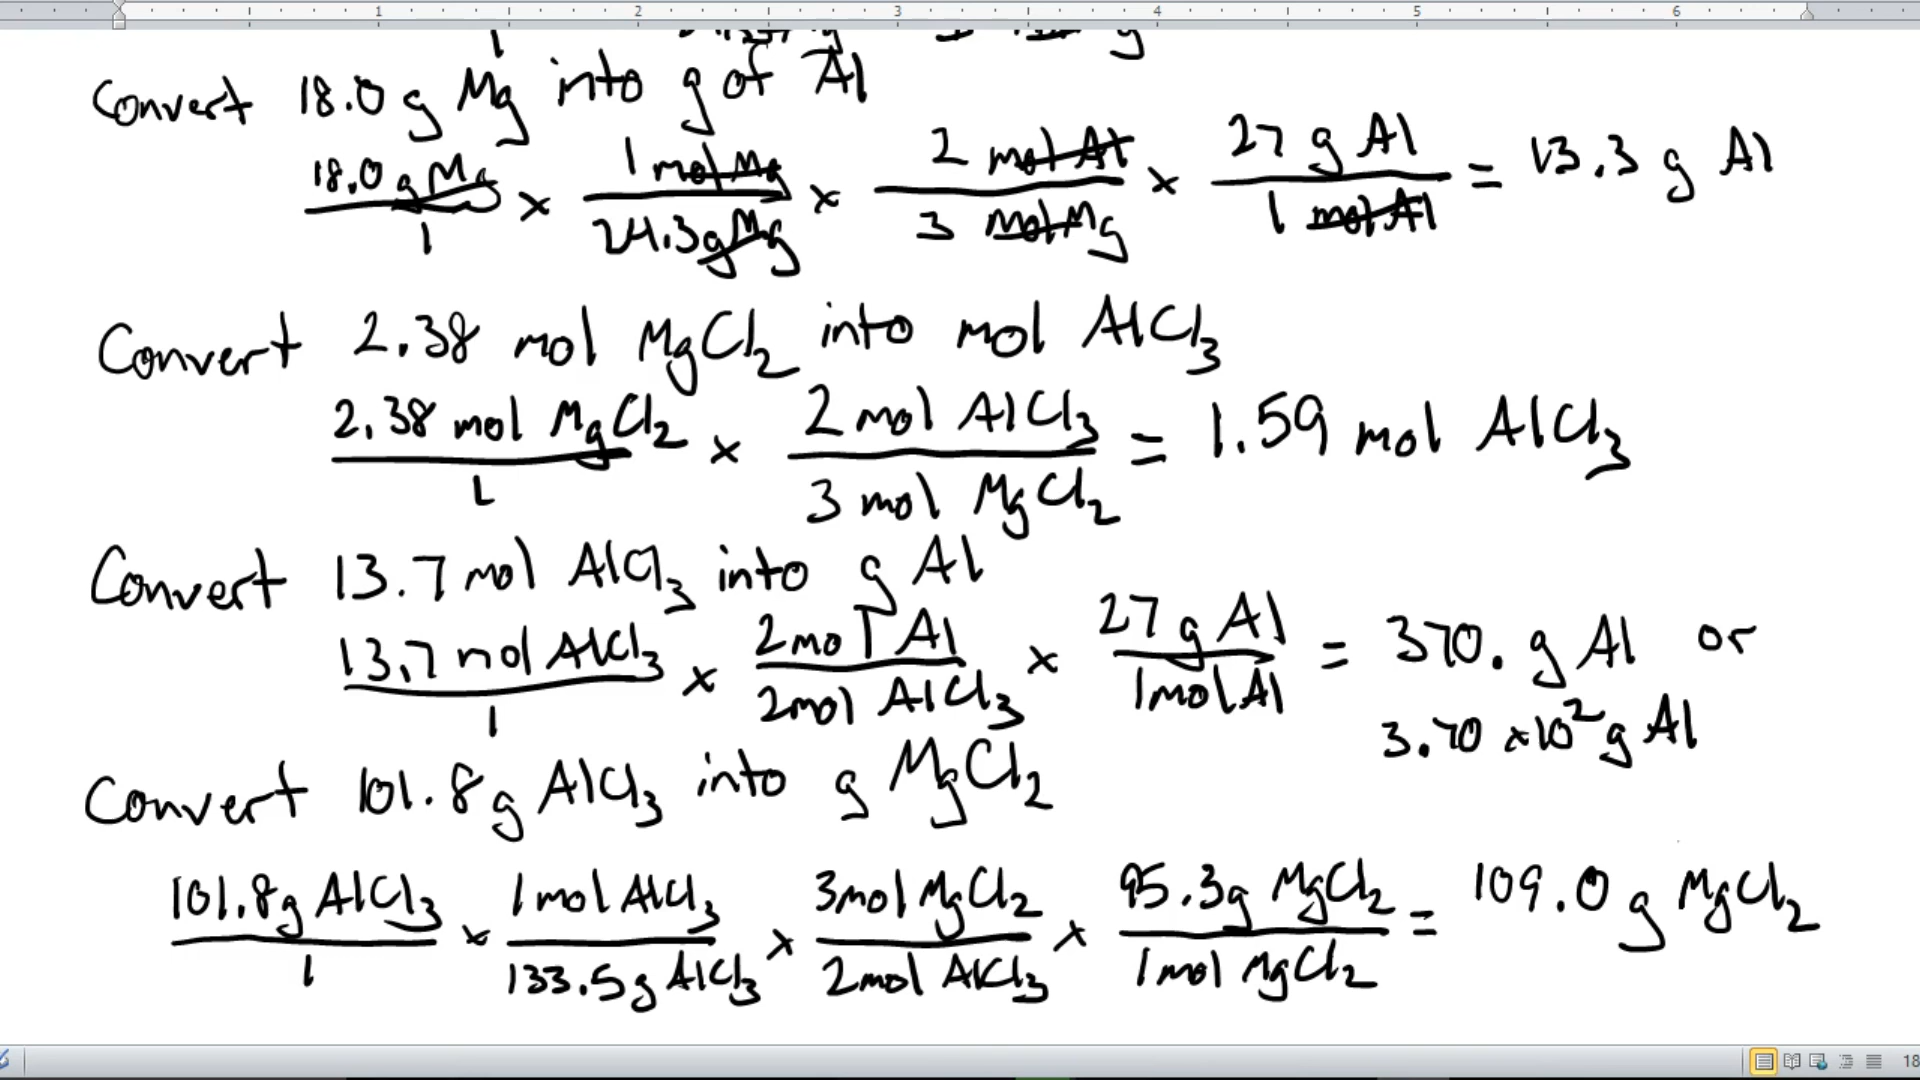 1 2 3 4 5 6
Convert 18.0 g Mg into g of Al
18.0 g Mg / 1 × 1 mol Mg / 24.3 g Mg × 2 mol Al / 3 mol Mg × 27 g Al / 1 mol Al = 13.3 g Al
Convert 2.38 mol MgCl₂ into mol AlCl₃
2.38 mol MgCl₂ / 1 × 2 mol AlCl₃ / 3 mol MgCl₂ = 1.59 mol AlCl₃
Convert 13.7 mol AlCl₃ into g Al
13.7 mol AlCl₃ / 1 × 2 mol Al / 2 mol AlCl₃ × 27 g Al / 1 mol Al = 370. g Al or
3.70 × 10² g Al
Convert 101.8 g AlCl₃ into g MgCl₂
101.8 g AlCl₃ / 1 × 1 mol AlCl₃ / 133.5 g AlCl₃ × 3 mol MgCl₂ / 2 mol AlCl₃ × 95.3 g MgCl₂ / 1 mol MgCl₂ = 109.0 g MgCl₂